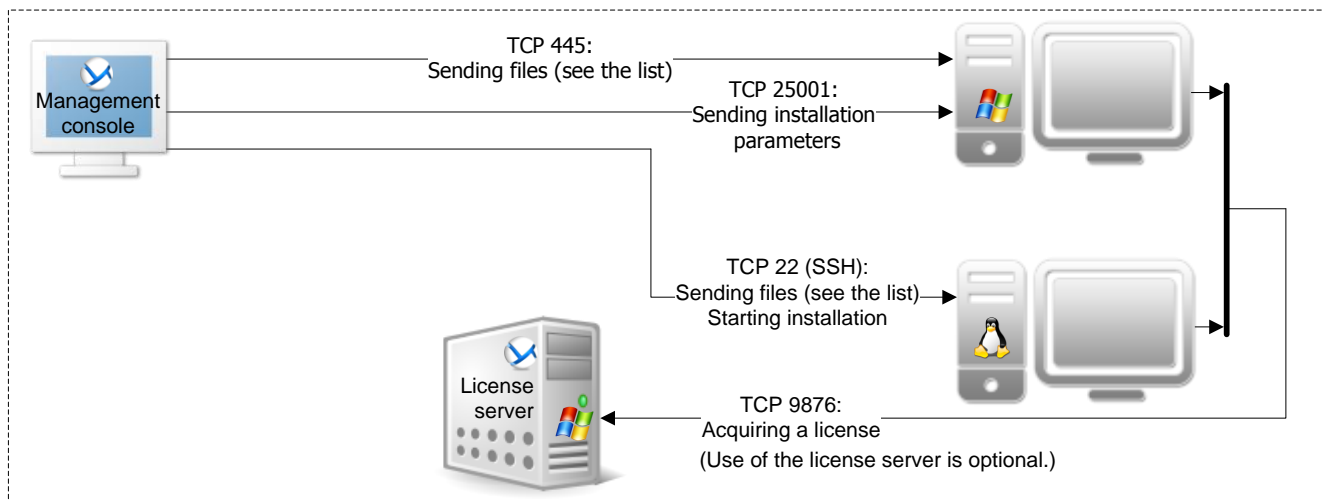 TCP 445:
Sending files (see the list)
Management
console
TCP 25001:
Sending installation
parameters
TCP 22 (SSH):
Sending files (see the list)
Starting installation
License
server
TCP 9876:
Acquiring a license
(Use of the license server is optional.)